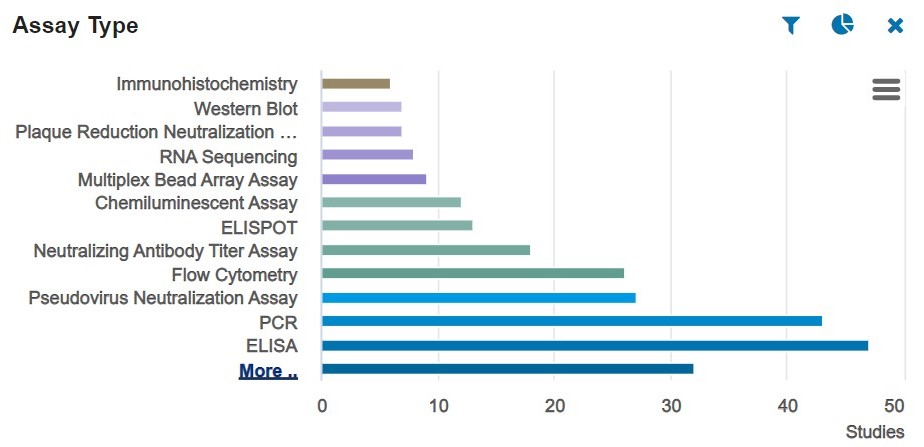 Assay Type
Immunohistochemistry
Western Blot
Plaque Reduction Neutralization ...
RNA Sequencing
Multiplex Bead Array Assay
Chemiluminescent Assay
ELISPOT
Neutralizing Antibody Titer Assay
Flow Cytometry
Pseudovirus Neutralization Assay
PCR
ELISA
More ..
0 10 20 30 40 50
Studies